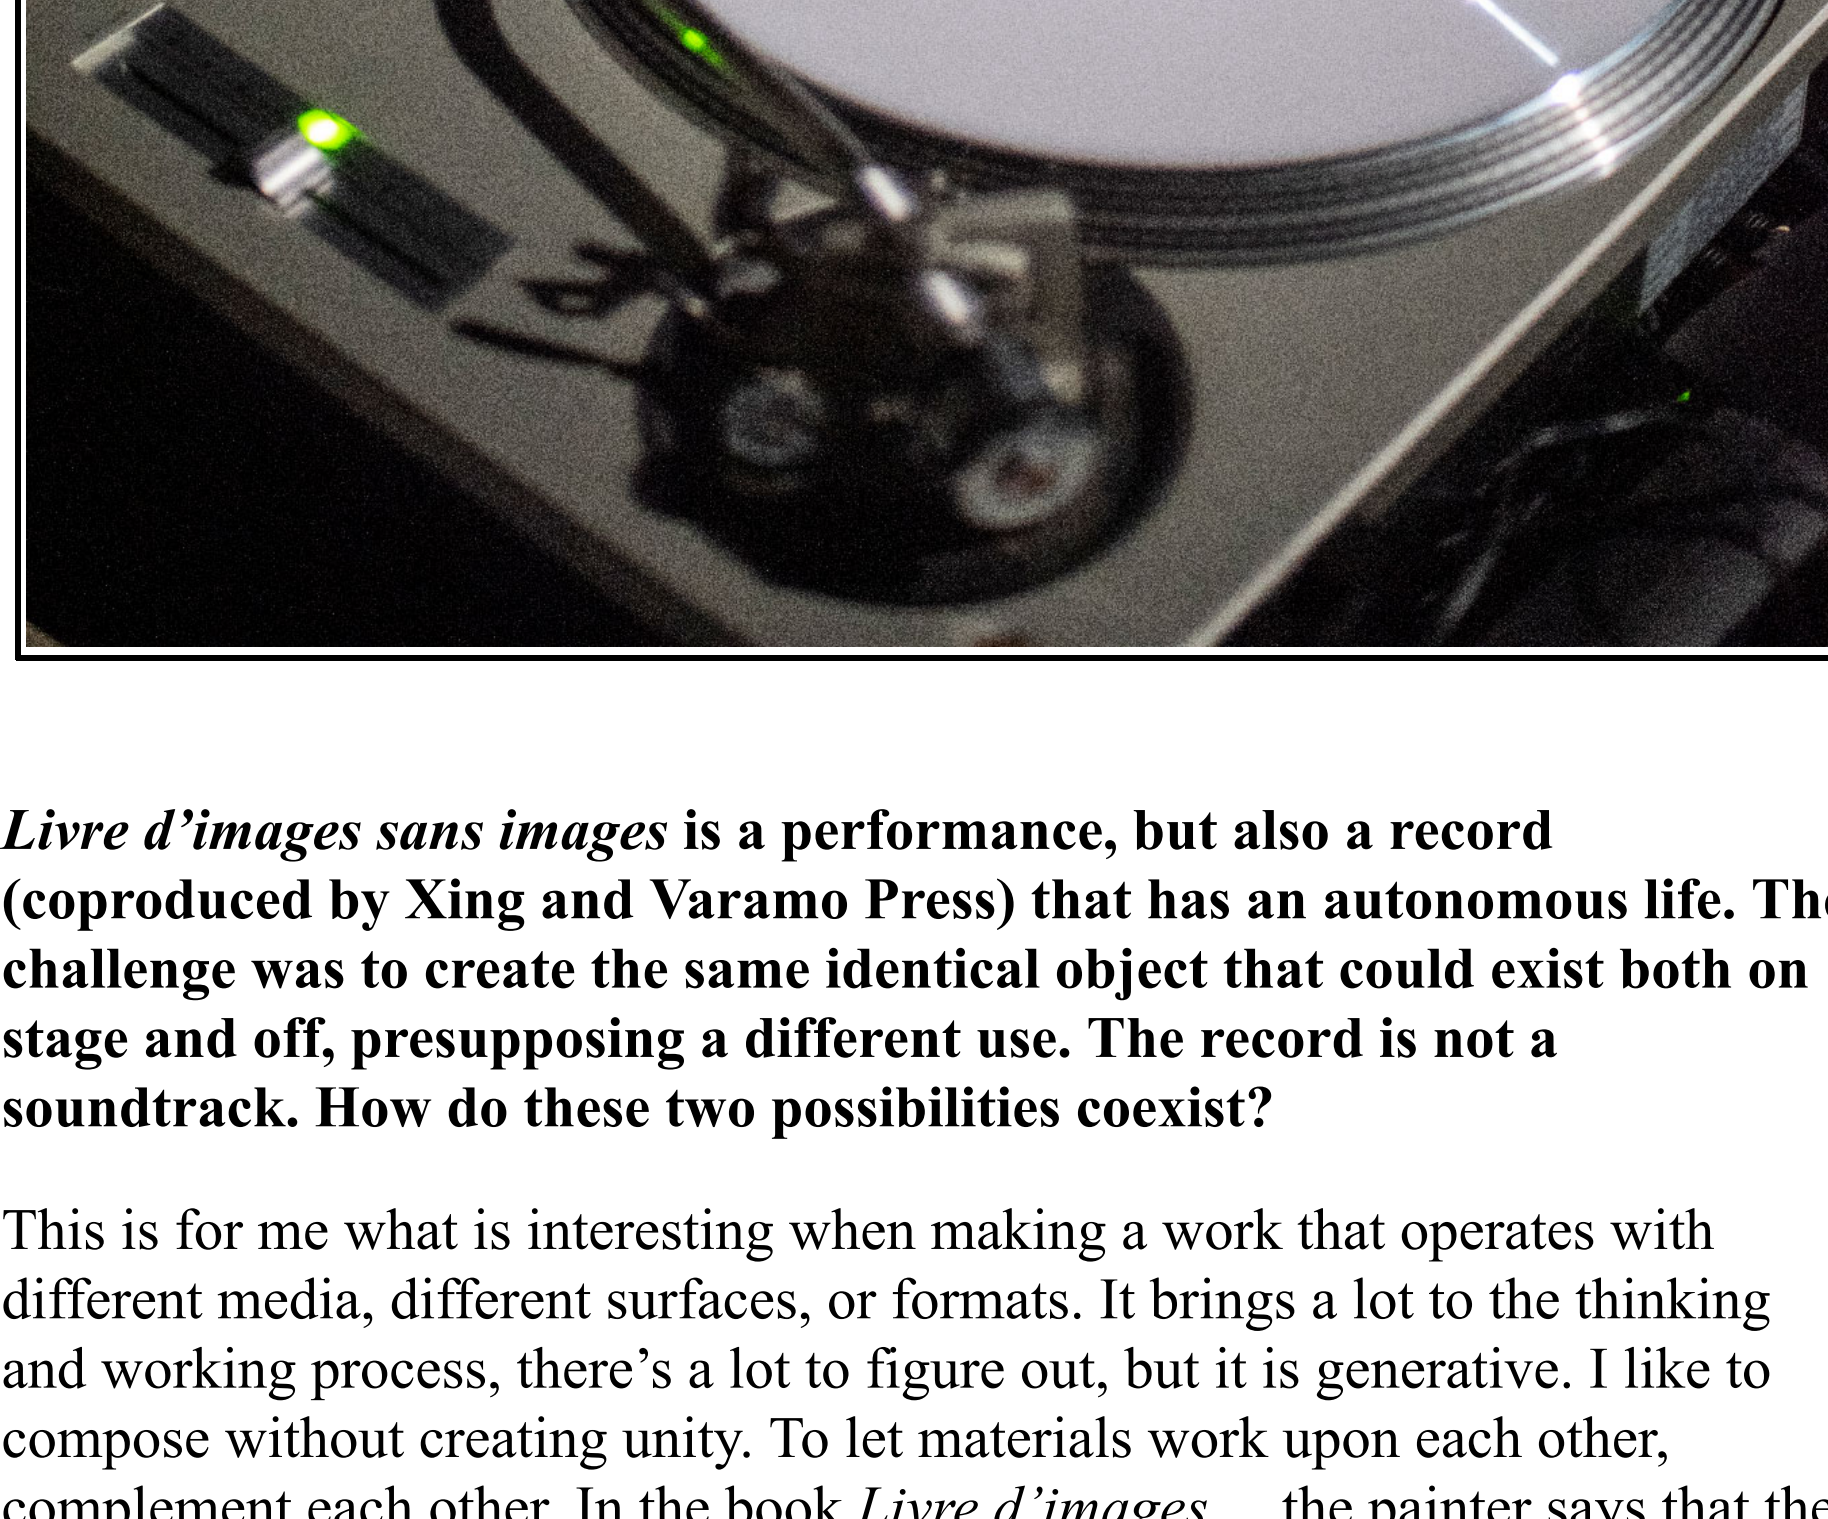 Livre d’images sans images is a performance, but also a record
(coproduced by Xing and Varamo Press) that has an autonomous life. The
challenge was to create the same identical object that could exist both on
stage and off, presupposing a different use. The record is not a
soundtrack. How do these two possibilities coexist?
This is for me what is interesting when making a work that operates with
different media, different surfaces, or formats. It brings a lot to the thinking
and working process, there’s a lot to figure out, but it is generative. I like to
compose without creating unity. To let materials work upon each other,
complement each other. In the book Livre d’images … the painter says that the